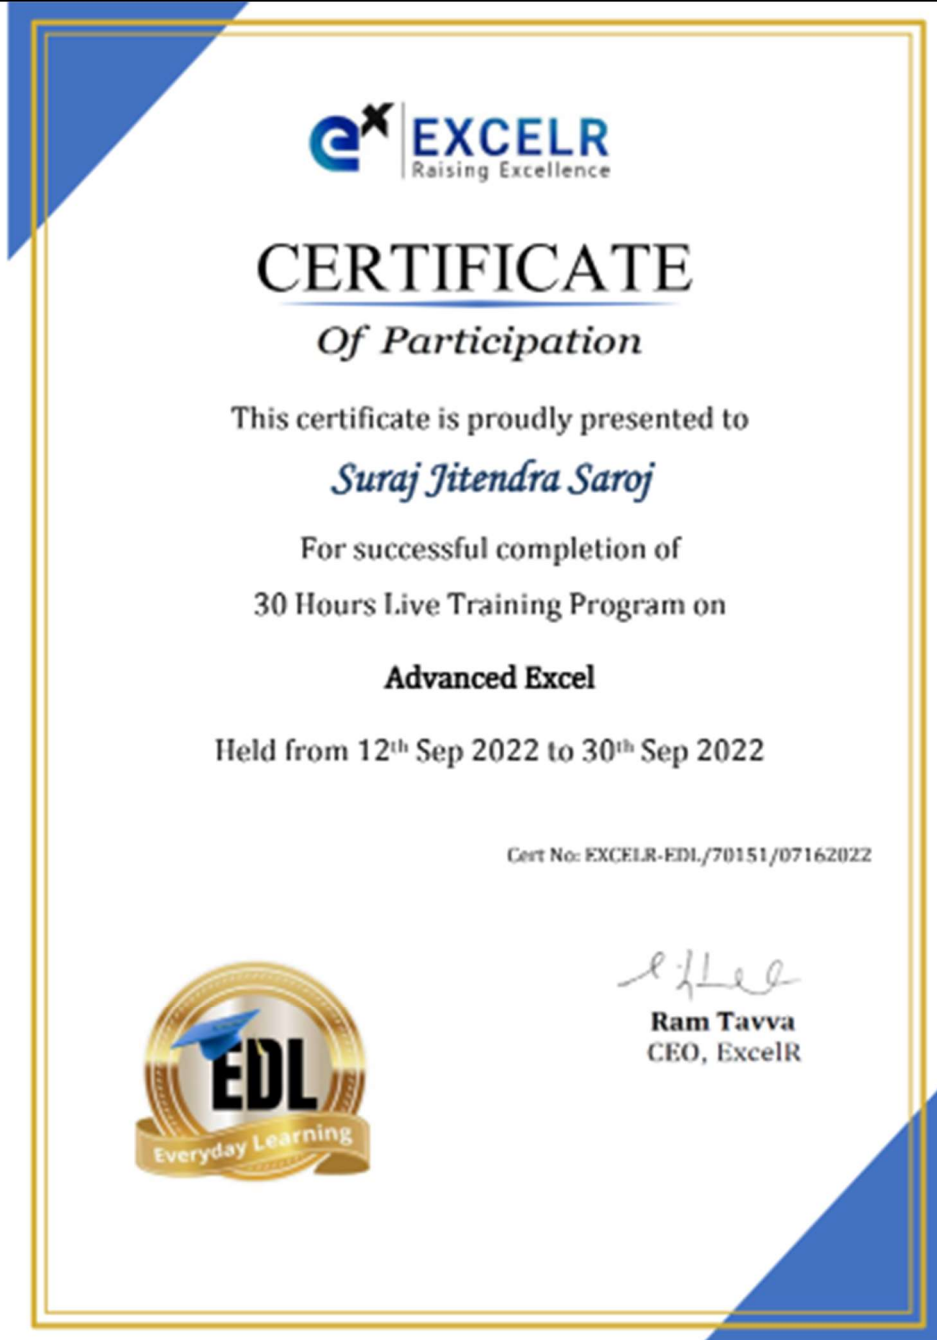 ex
EXCELR
Raising Excellence
CERTIFICATE
Of Participation
This certificate is proudly presented to
Suraj Jitendra Saroj
For successful completion of
30 Hours Live Training Program on
Advanced Excel
Held from 12th Sep 2022 to 30th Sep 2022
Cert No: EXCELR-EDL/70151/07162022
Ram Tavva
CEO, ExcelR
EDL
Everyday Learning